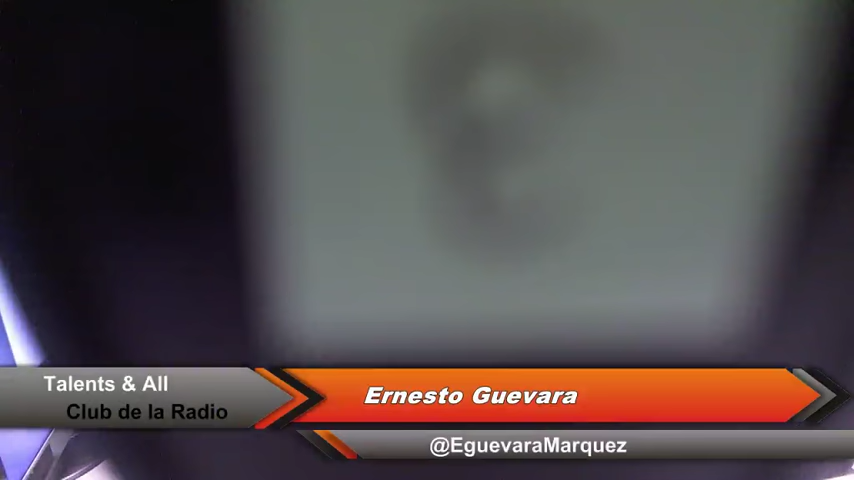 Talents & All
Club de la Radio
Ernesto Guevara
@EguevaraMarquez